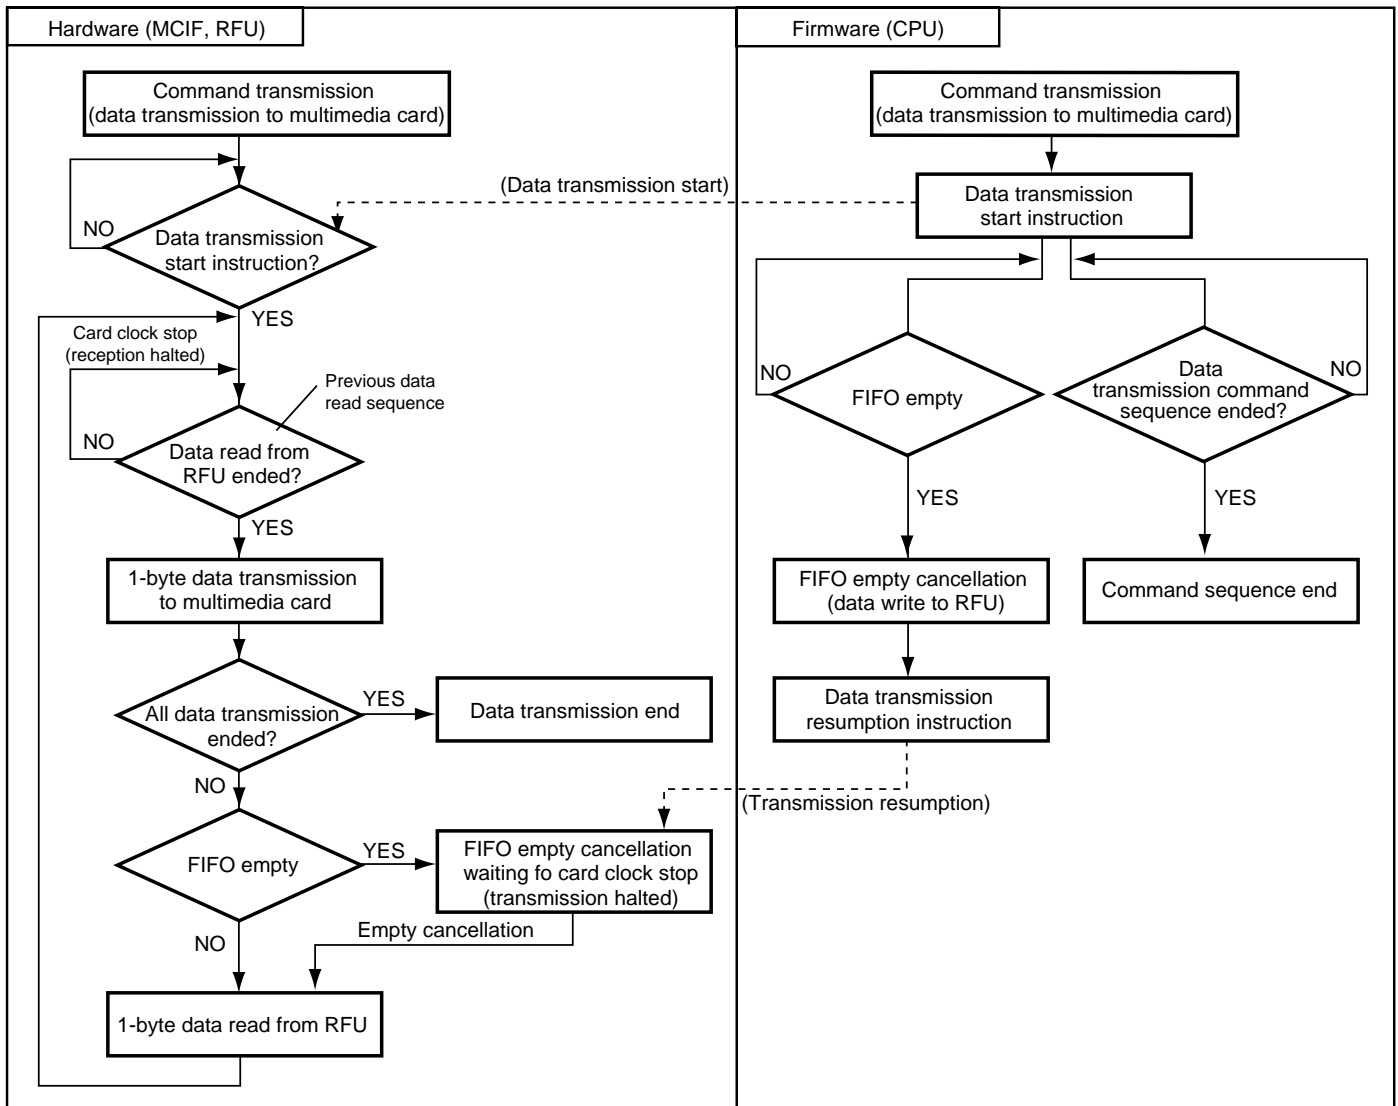 Hardware (MCIF, RFU)
Command transmission
(data transmission to multimedia card)
NO
Data transmission
start instruction?
YES
Card clock stop
(reception halted)
Previous data
read sequence
NO
Data read from
RFU ended?
YES
1-byte data transmission
to multimedia card
All data transmission
ended?
YES
Data transmission end
NO
FIFO empty
YES
FIFO empty cancellation
waiting fo card clock stop
(transmission halted)
Empty cancellation
NO
1-byte data read from RFU
(Data transmission start)
(Transmission resumption)
Firmware (CPU)
Command transmission
(data transmission to multimedia card)
Data transmission
start instruction
NO
FIFO empty
YES
FIFO empty cancellation
(data write to RFU)
Data transmission
resumption instruction
Data
transmission command
sequence ended?
NO
YES
Command sequence end